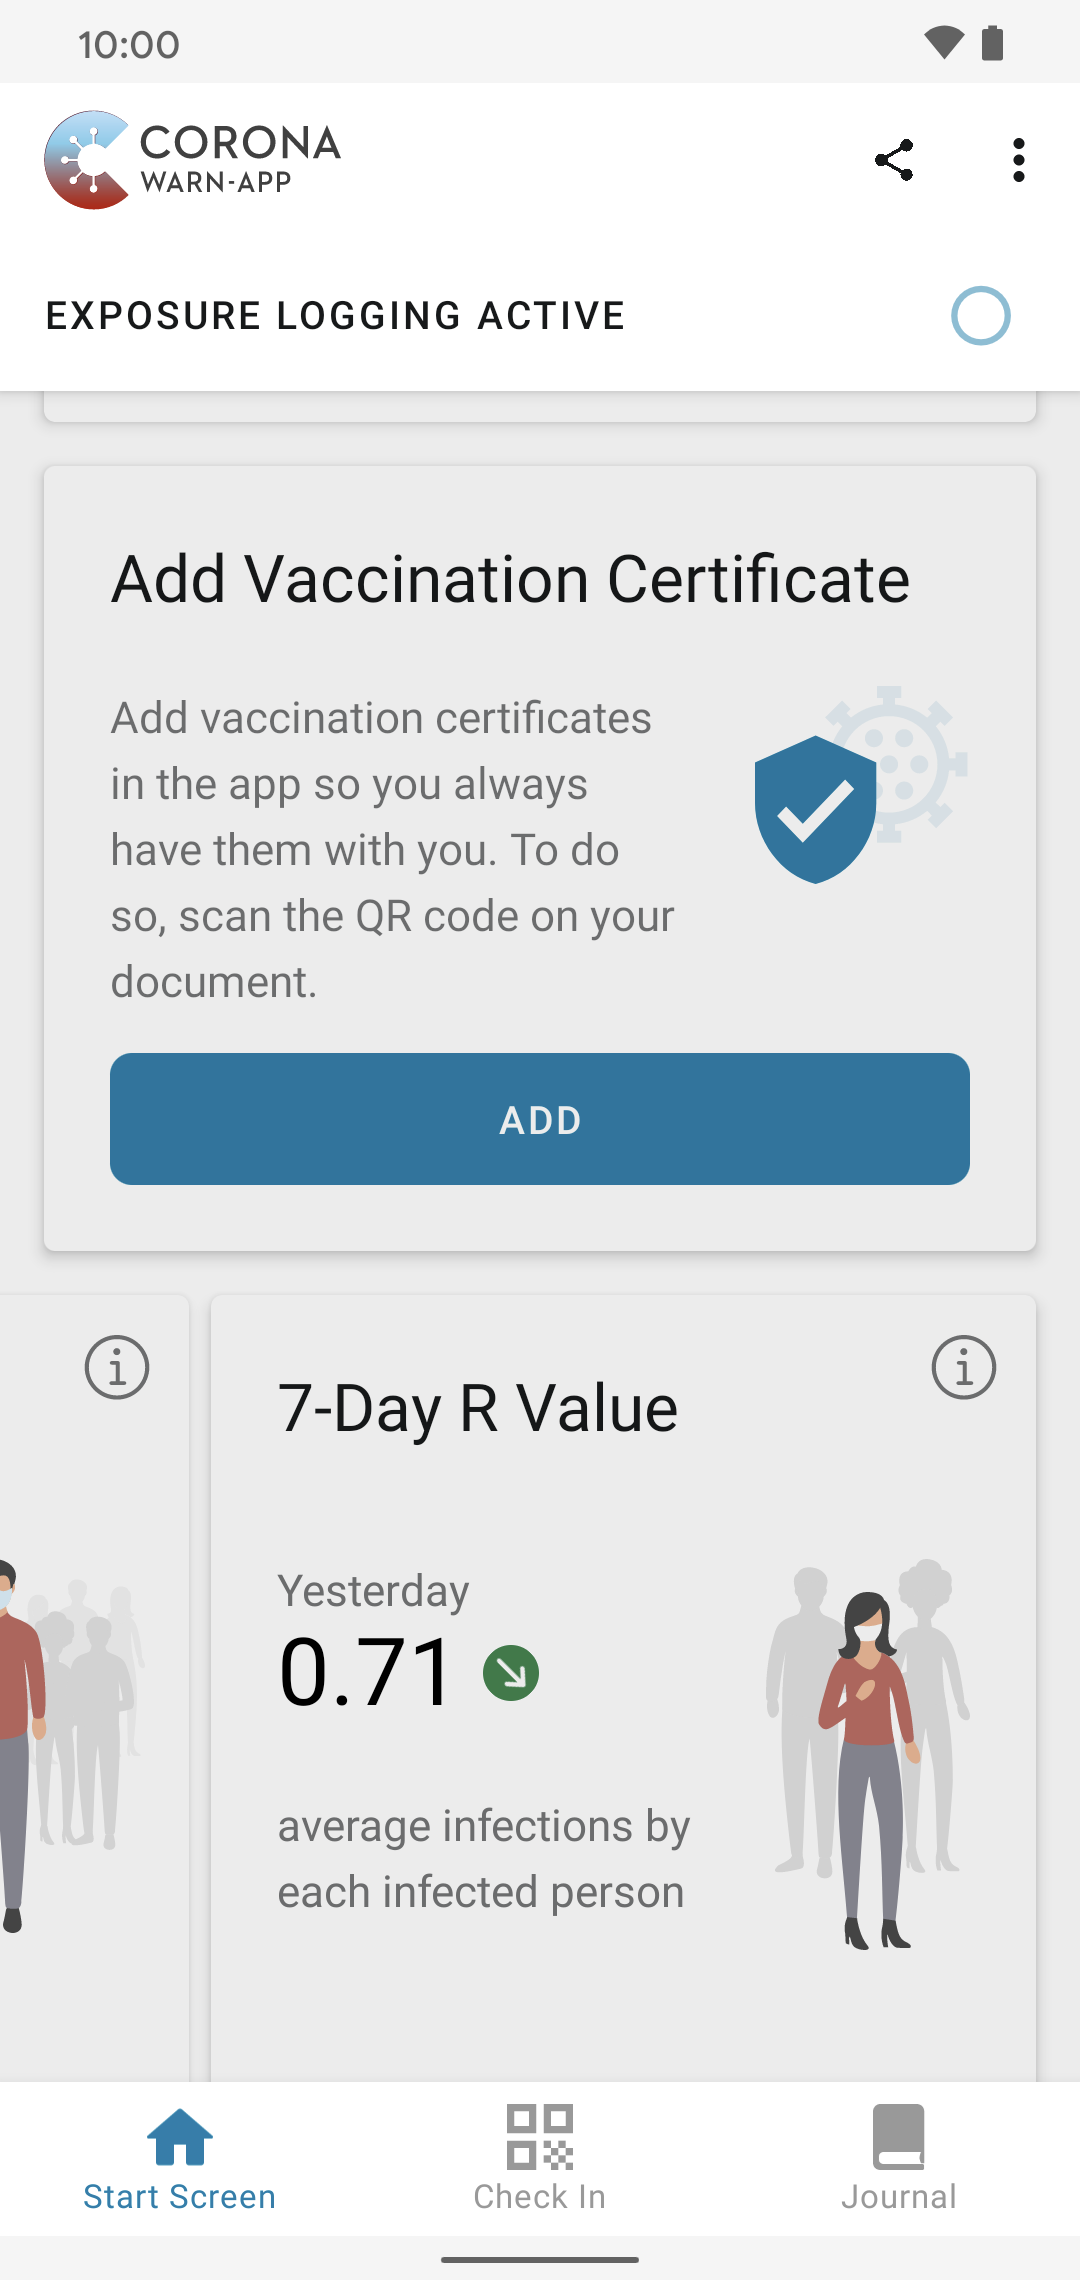 10:00
CORONA
WARN-APP
EXPOSURE LOGGING ACTIVE
Add Vaccination Certificate
Add vaccination certificates
in the app so you always
have them with you. To do
so, scan the QR code on your
document.
ADD
7-Day R Value
Yesterday
0.71
average infections by
each infected person
Start Screen
Check In
Journal